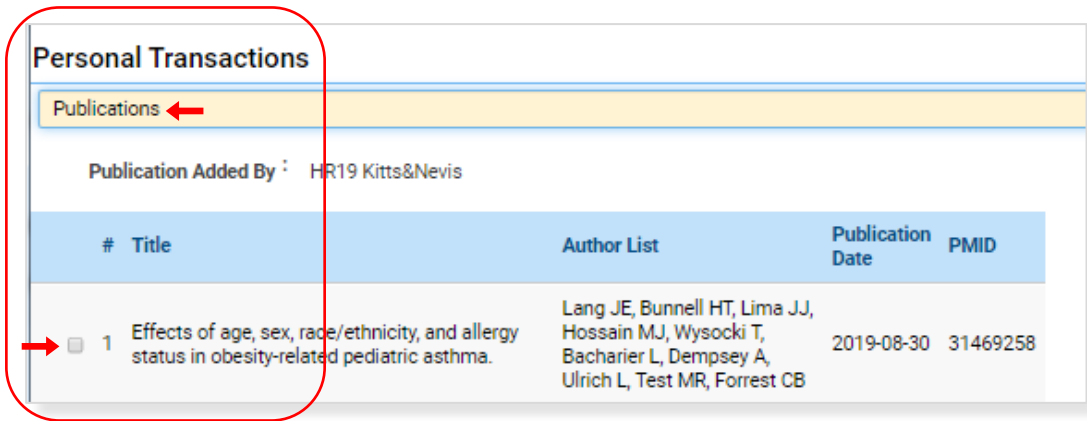 Personal Transactions
Publications
Publication Added By : HR19 Kitts&Nevis
# Title Author List Publication Date PMID
1 Effects of age, sex, race/ethnicity, and allergy status in obesity-related pediatric asthma. Lang JE, Bunnell HT, Lima JJ, Hossain MJ, Wysocki T, Bacharier L, Dempsey A, Ulrich L, Test MR, Forrest CB 2019-08-30 31469258